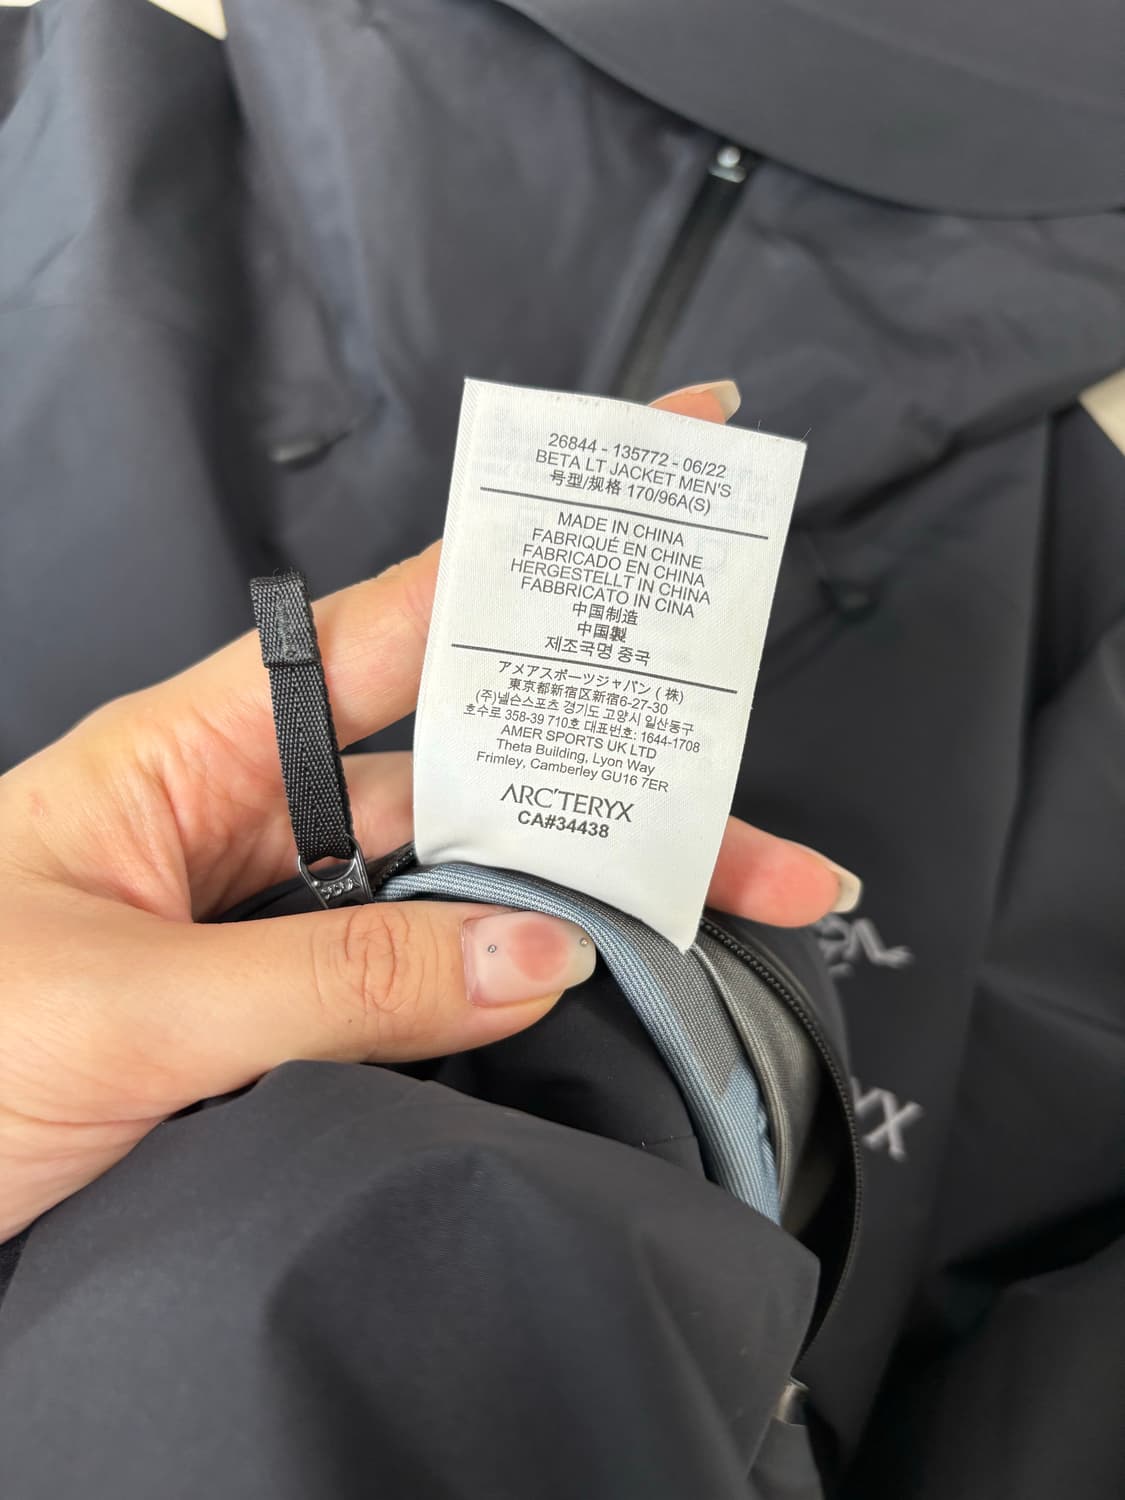 26844 - 135772 - 06/22
BETA LT JACKET MEN'S
号型/规格 170/96A(S)
MADE IN CHINA
FABRIQUÉ EN CHINE
FABRICADO EN CHINA
HERGESTELLT IN CHINA
FABBRICATO IN CINA
中国制造
中国製
제조국명 중국
アメアスポーツジャパン ( 株)
東京都新宿区新宿6-27-30
(주)넬슨스포츠 경기도 고양시 일산동구
호수로 358-39 710호 대표번호: 1644-1708
AMER SPORTS UK LTD
Theta Building, Lyon Way
Frimley, Camberley GU16 7ER
ARC'TERYX
CA#34438
YX